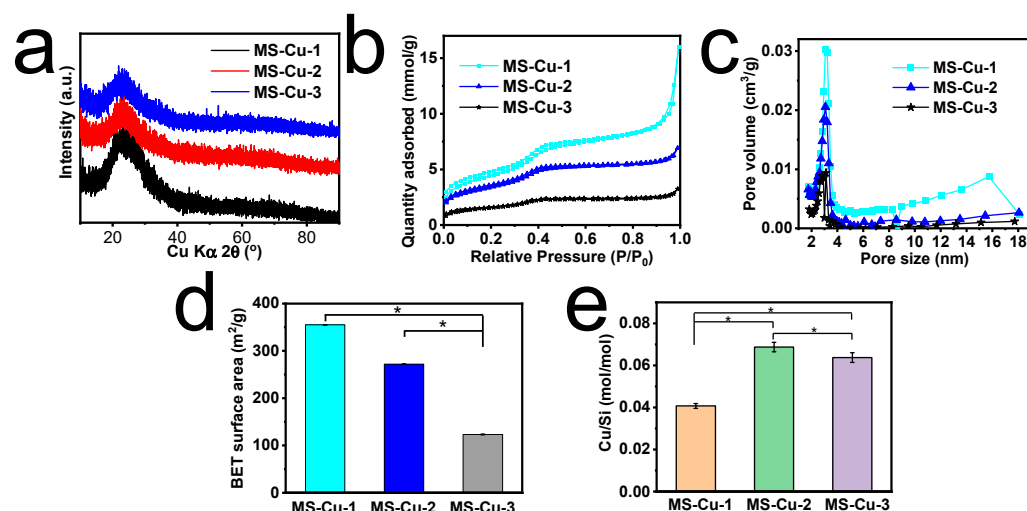 a
MS-Cu-1
MS-Cu-2
MS-Cu-3
Intensity (a.u.)
20 40 60 80
Cu Kα 2θ (º)
b
15
10
5
0
MS-Cu-1
MS-Cu-2
MS-Cu-3
Quantity adsorbed (mmol/g)
0.0 0.2 0.4 0.6 0.8 1.0
Relative Pressure (P/P0)
c
0.03
0.02
0.01
0.00
MS-Cu-1
MS-Cu-2
MS-Cu-3
Pore volume (cm3/g)
2 4 6 8 10 12 14 16 18
Pore size (nm)
d
400
300
200
100
0
* *
BET surface area (m2/g)
MS-Cu-1 MS-Cu-2 MS-Cu-3
e
0.08
0.06
0.04
0.02
0.00
* * *
Cu/Si (mol/mol)
MS-Cu-1 MS-Cu-2 MS-Cu-3